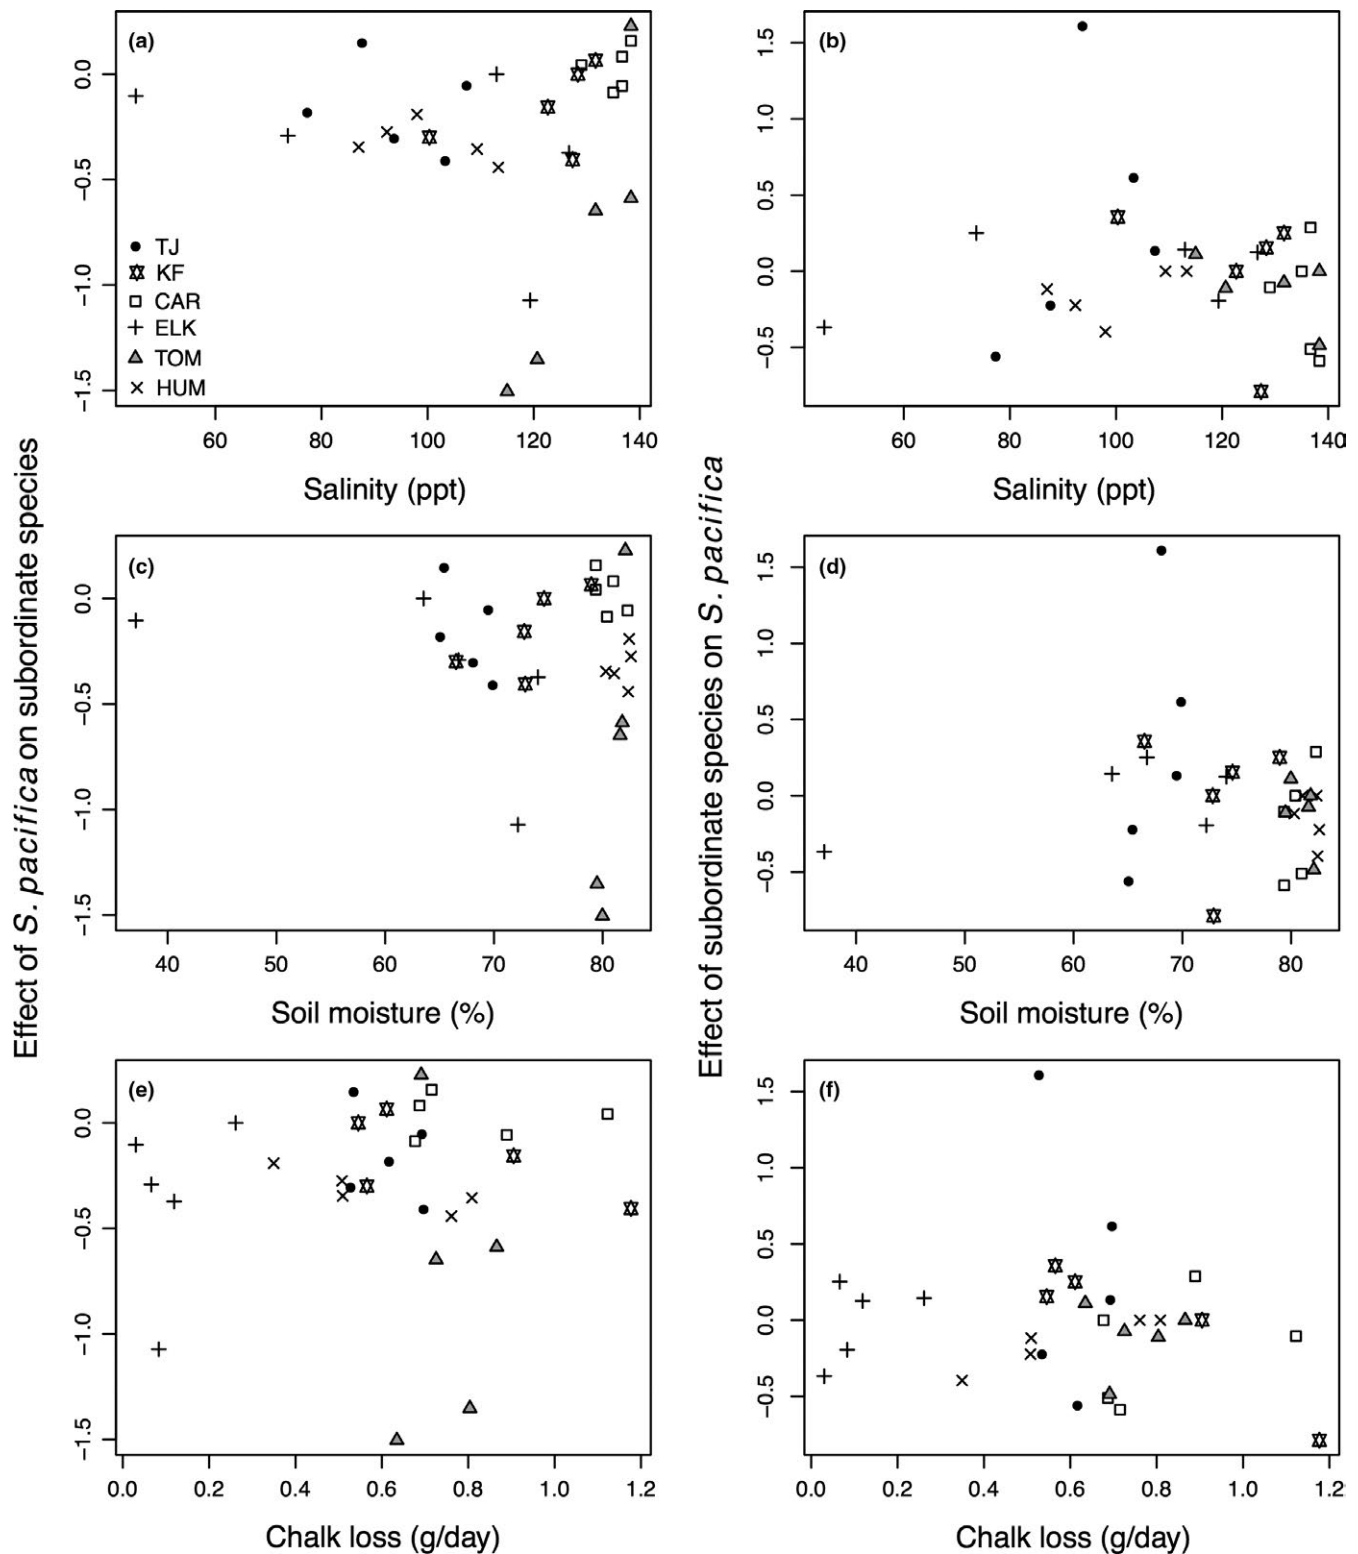 (a)
0.0
−0.5
−1.0
−1.5
TJ
KF
CAR
ELK
TOM
HUM
60 80 100 120 140
Salinity (ppt)
(b)
1.5
1.0
0.5
0.0
−0.5
60 80 100 120 140
Salinity (ppt)
Effect of S. pacifica on subordinate species
Effect of subordinate species on S. pacifica
(c)
0.0
−0.5
−1.0
−1.5
40 50 60 70 80
Soil moisture (%)
(d)
1.5
1.0
0.5
0.0
−0.5
40 50 60 70 80
Soil moisture (%)
(e)
0.0
−0.5
−1.0
−1.5
0.0 0.2 0.4 0.6 0.8 1.0
Chalk loss (g/day)
(f)
1.5
1.0
0.5
0.0
−0.5
0.0 0.2 0.4 0.6 0.8 1.0 1.2
Chalk loss (g/day)